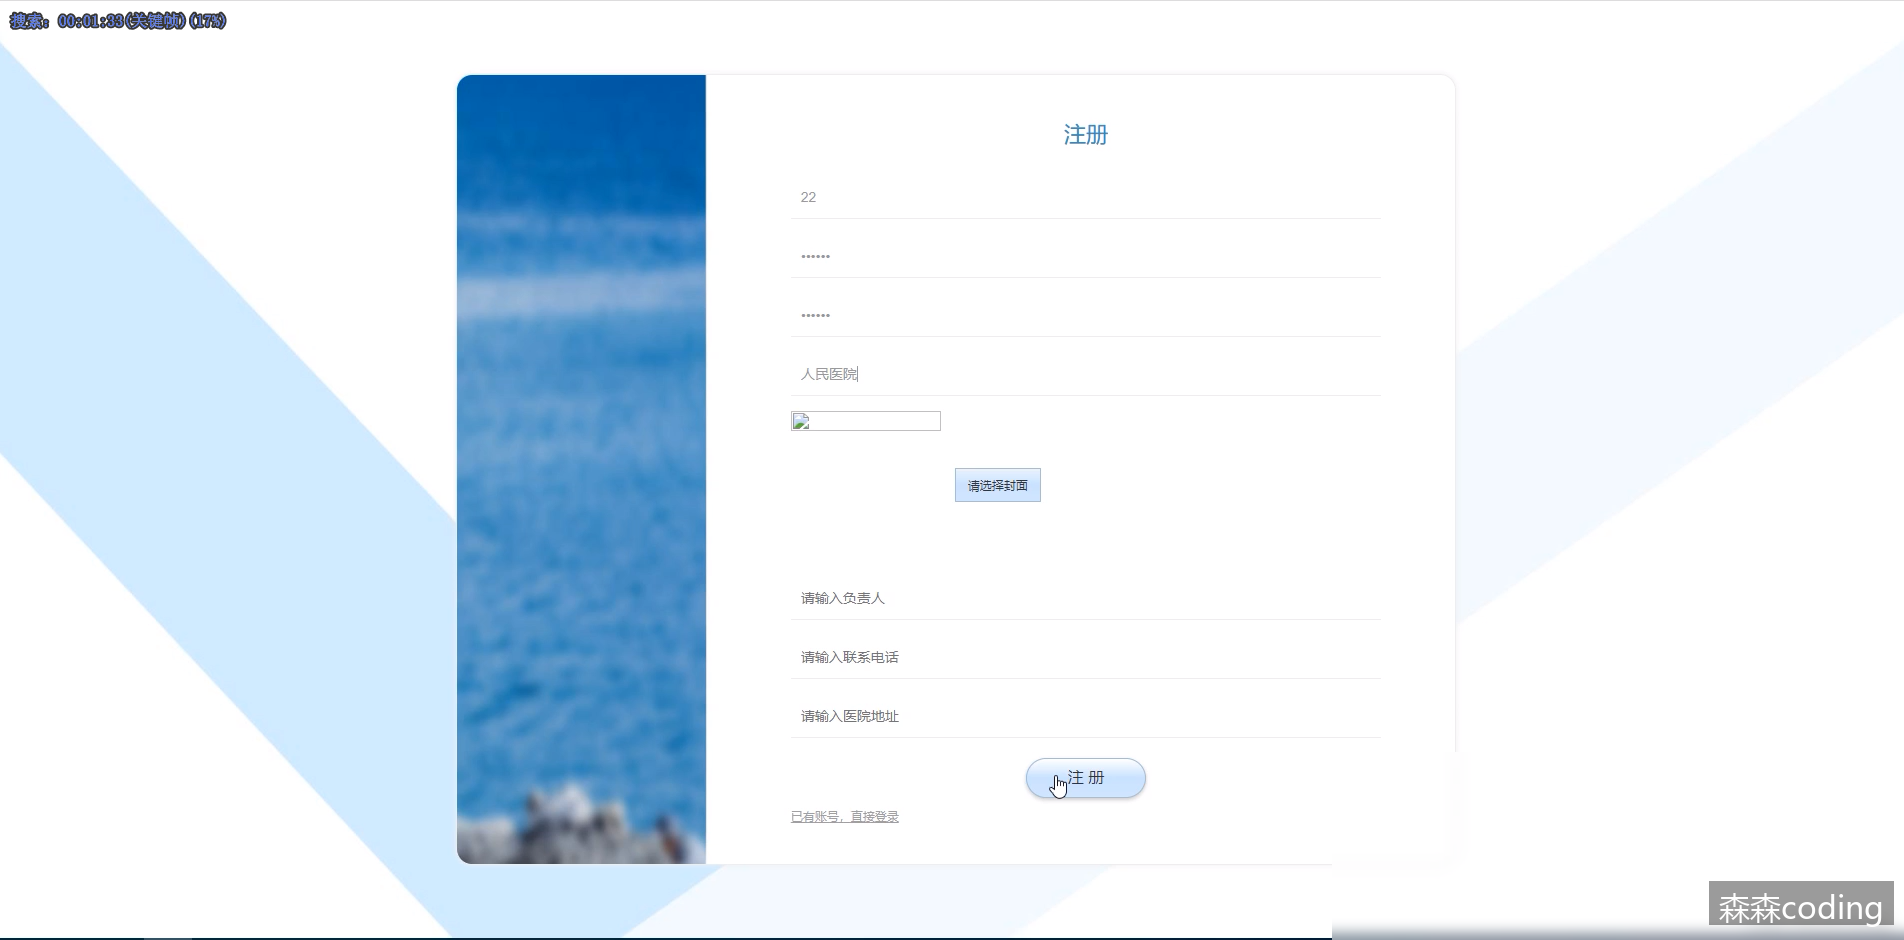 搜索: 00:01:33(关键帧)(17%)
注册
22
••••••
••••••
人民医院
请选择封面
请输入负责人
请输入联系电话
请输入医院地址
注 册
已有账号，直接登录
森森coding